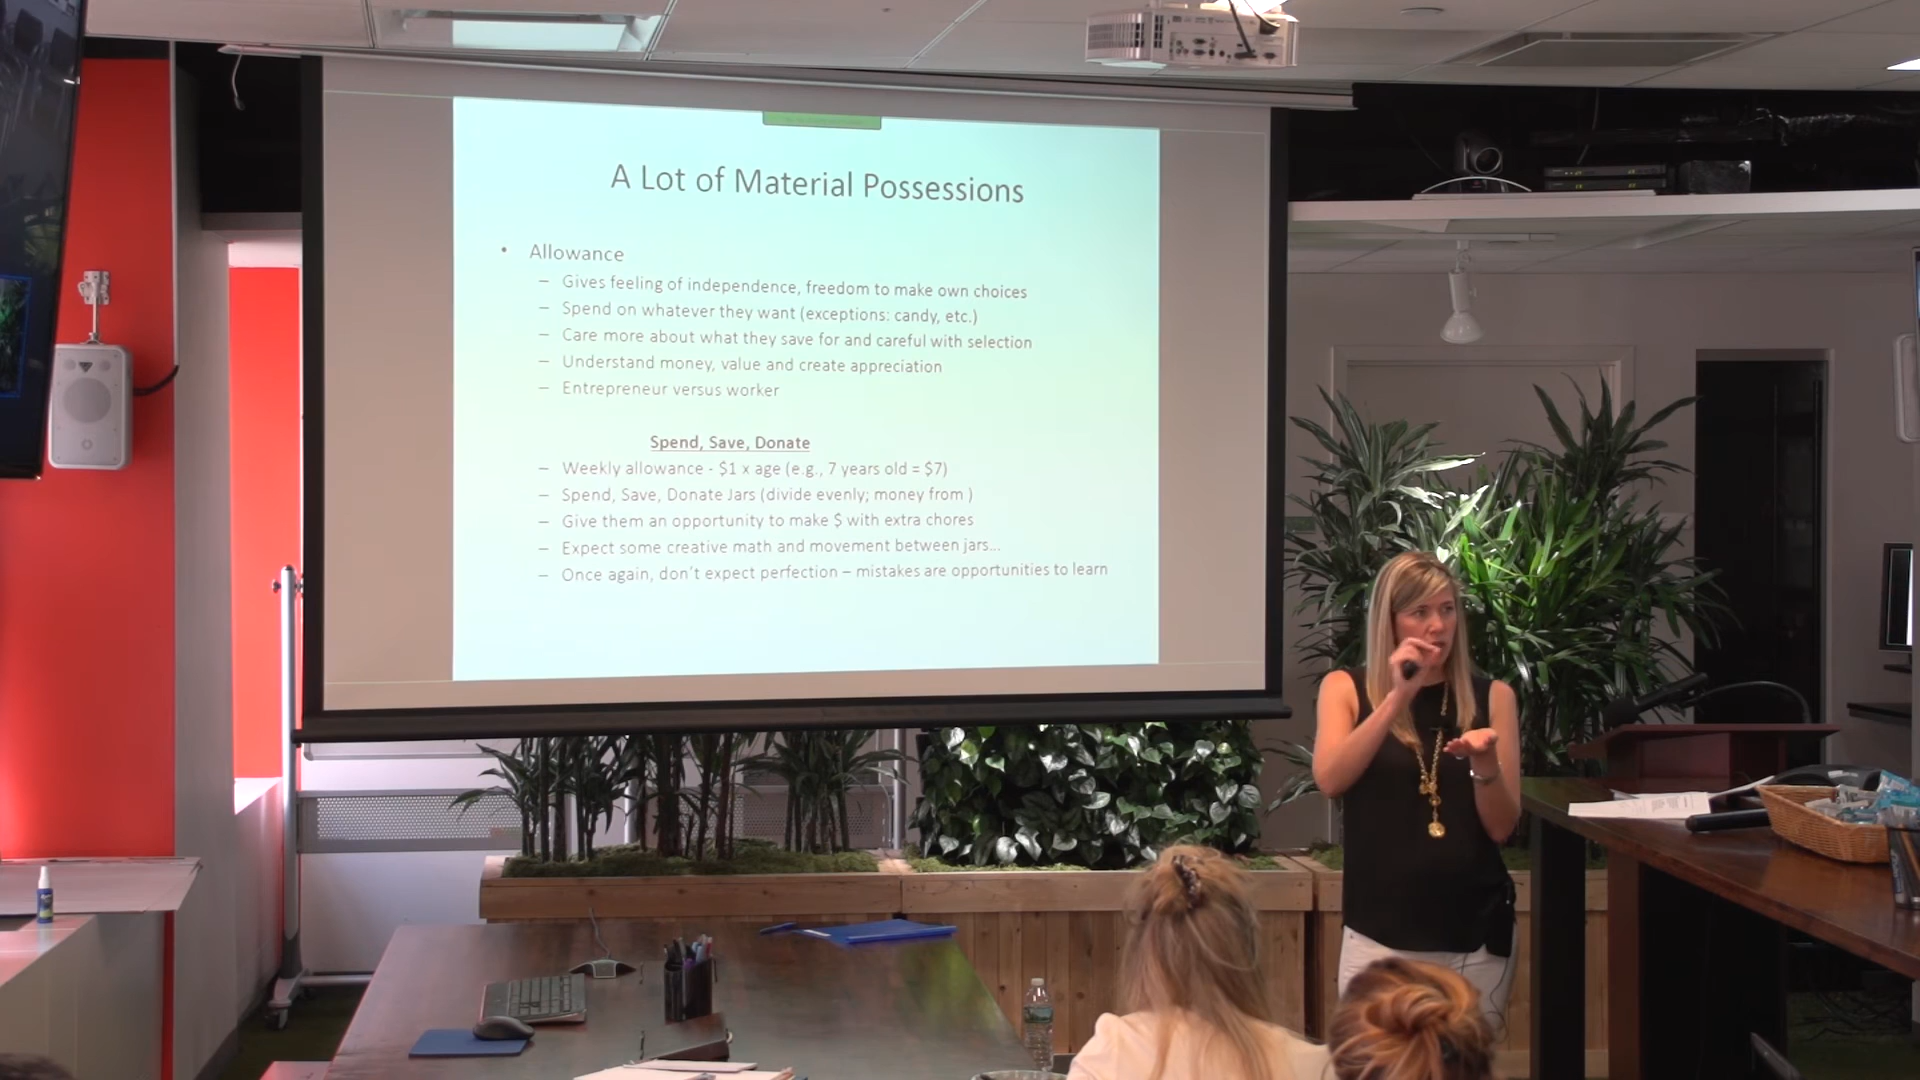 A Lot of Material Possessions
• Allowance
– Gives feeling of independence, freedom to make own choices
– Spend on whatever they want (exceptions: candy, etc.)
– Care more about what they save for and careful with selection
– Understand money, value and create appreciation
– Entrepreneur versus worker
Spend, Save, Donate
– Weekly allowance - $1 x age (e.g., 7 years old = $7)
– Spend, Save, Donate Jars (divide evenly; money from )
– Give them an opportunity to make $ with extra chores
– Expect some creative math and movement between jars...
– Once again, don't expect perfection – mistakes are opportunities to learn